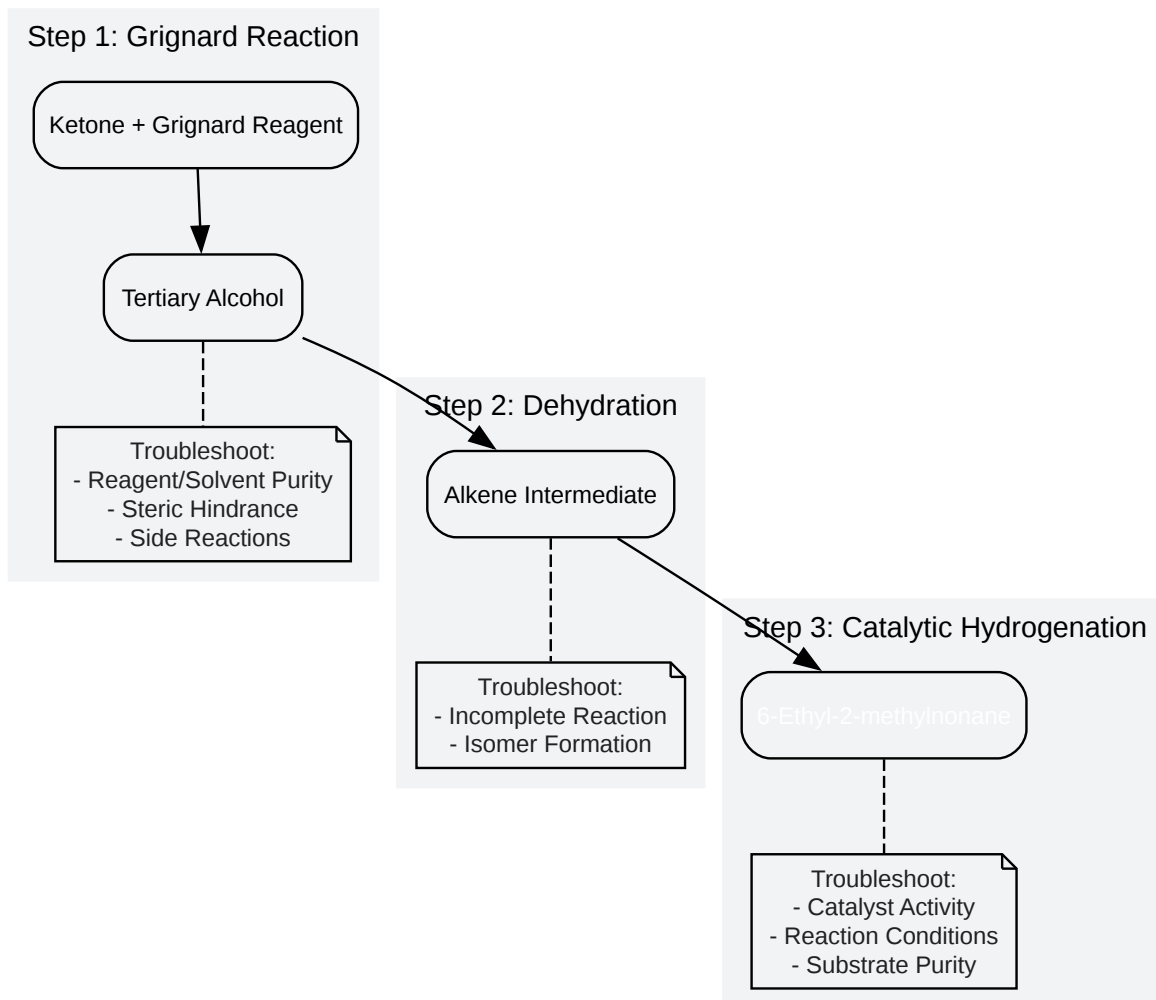 Step 1: Grignard Reaction
Ketone + Grignard Reagent
Tertiary Alcohol
Troubleshoot:
- Reagent/Solvent Purity
- Steric Hindrance
- Side Reactions
Step 2: Dehydration
Alkene Intermediate
Troubleshoot:
- Incomplete Reaction
- Isomer Formation
Step 3: Catalytic Hydrogenation
6-Ethyl-2-methylnonane
Troubleshoot:
- Catalyst Activity
- Reaction Conditions
- Substrate Purity